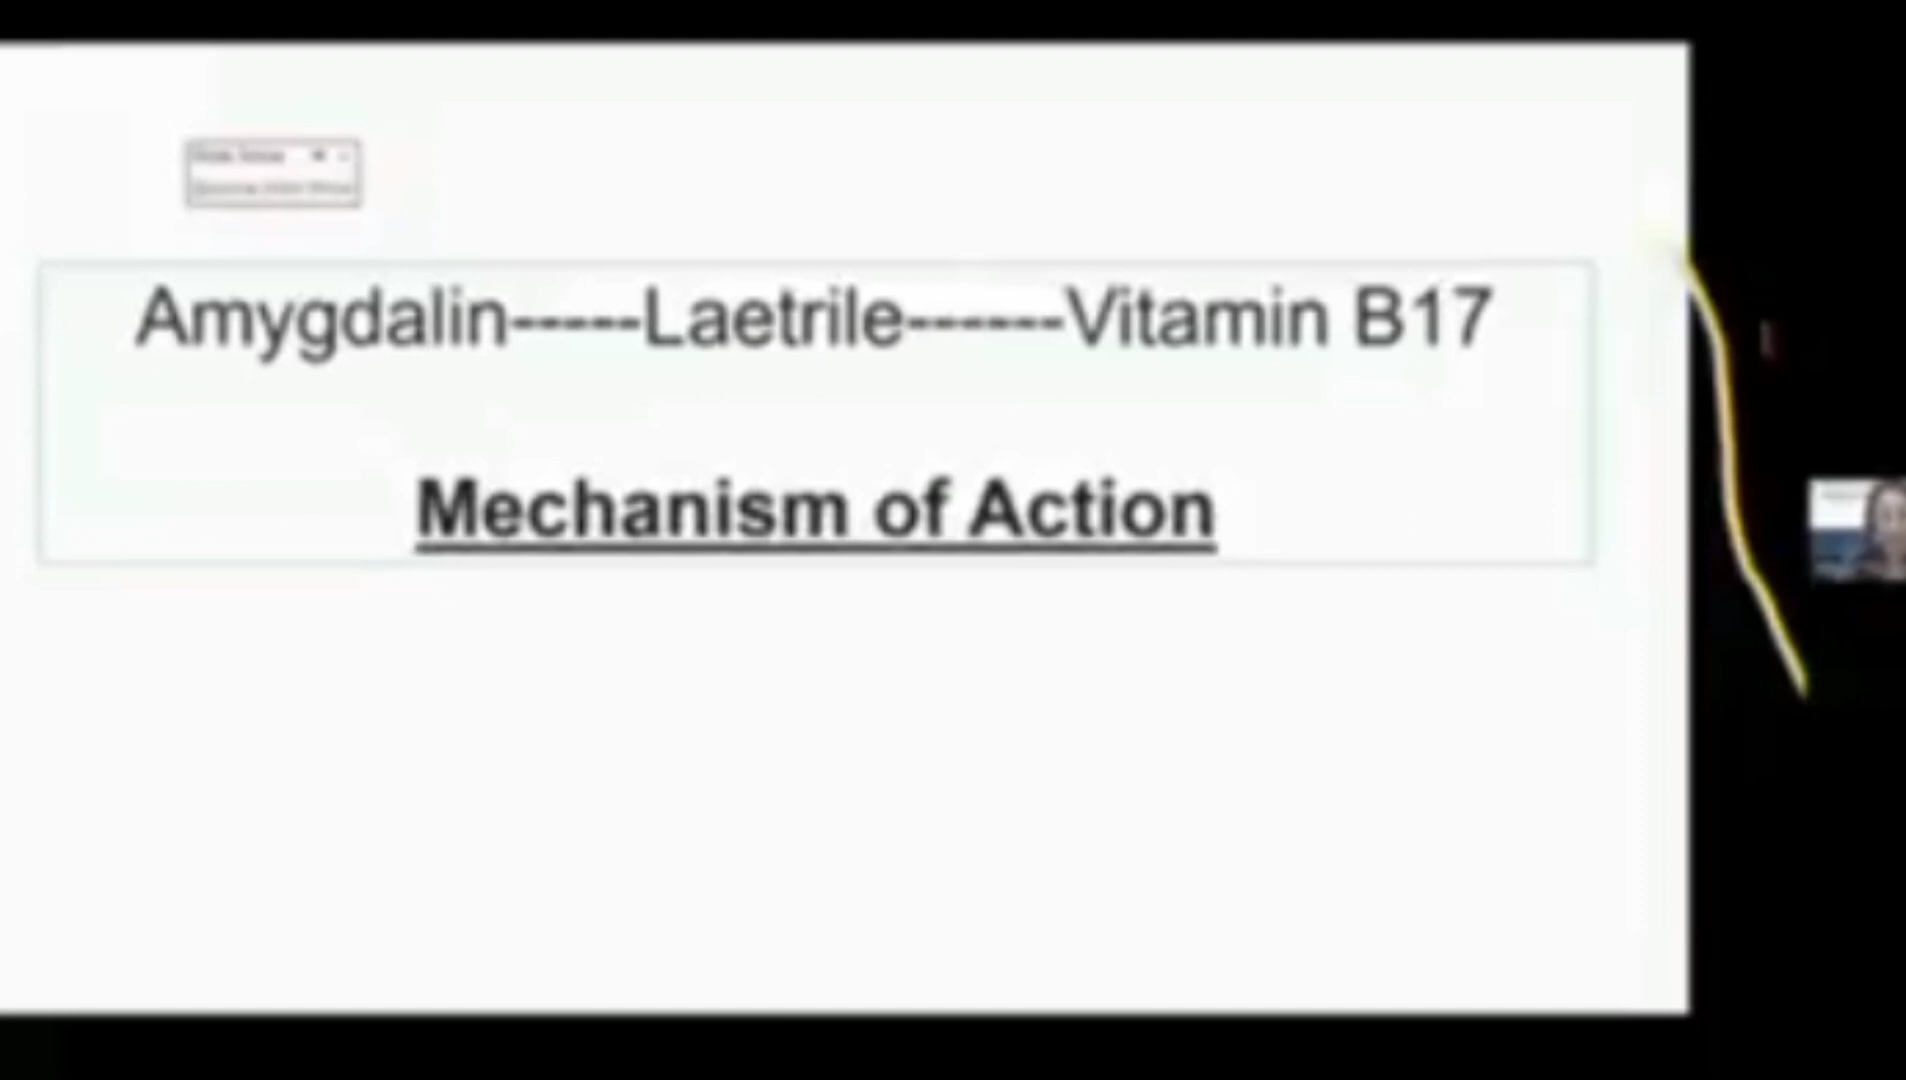 Amygdalin-----Laetrile------Vitamin B17
Mechanism of Action